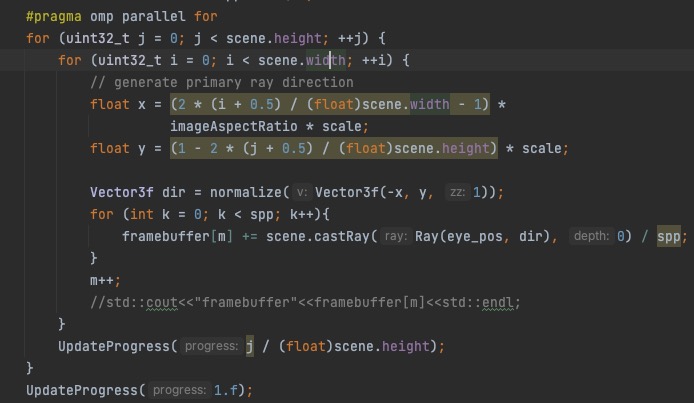 #pragma omp parallel for
for (uint32_t j = 0; j < scene.height; ++j) {
for (uint32_t i = 0; i < scene.width; ++i) {
// generate primary ray direction
float x = (2 * (i + 0.5) / (float)scene.width - 1) *
imageAspectRatio * scale;
float y = (1 - 2 * (j + 0.5) / (float)scene.height) * scale;
Vector3f dir = normalize( v: Vector3f(-x, y, zz: 1));
for (int k = 0; k < spp; k++){
framebuffer[m] += scene.castRay( ray: Ray(eye_pos, dir), depth: 0) / spp;
}
m++;
//std::cout<<"framebuffer"<<framebuffer[m]<<std::endl;
}
UpdateProgress( progress: j / (float)scene.height);
}
UpdateProgress( progress: 1.f);